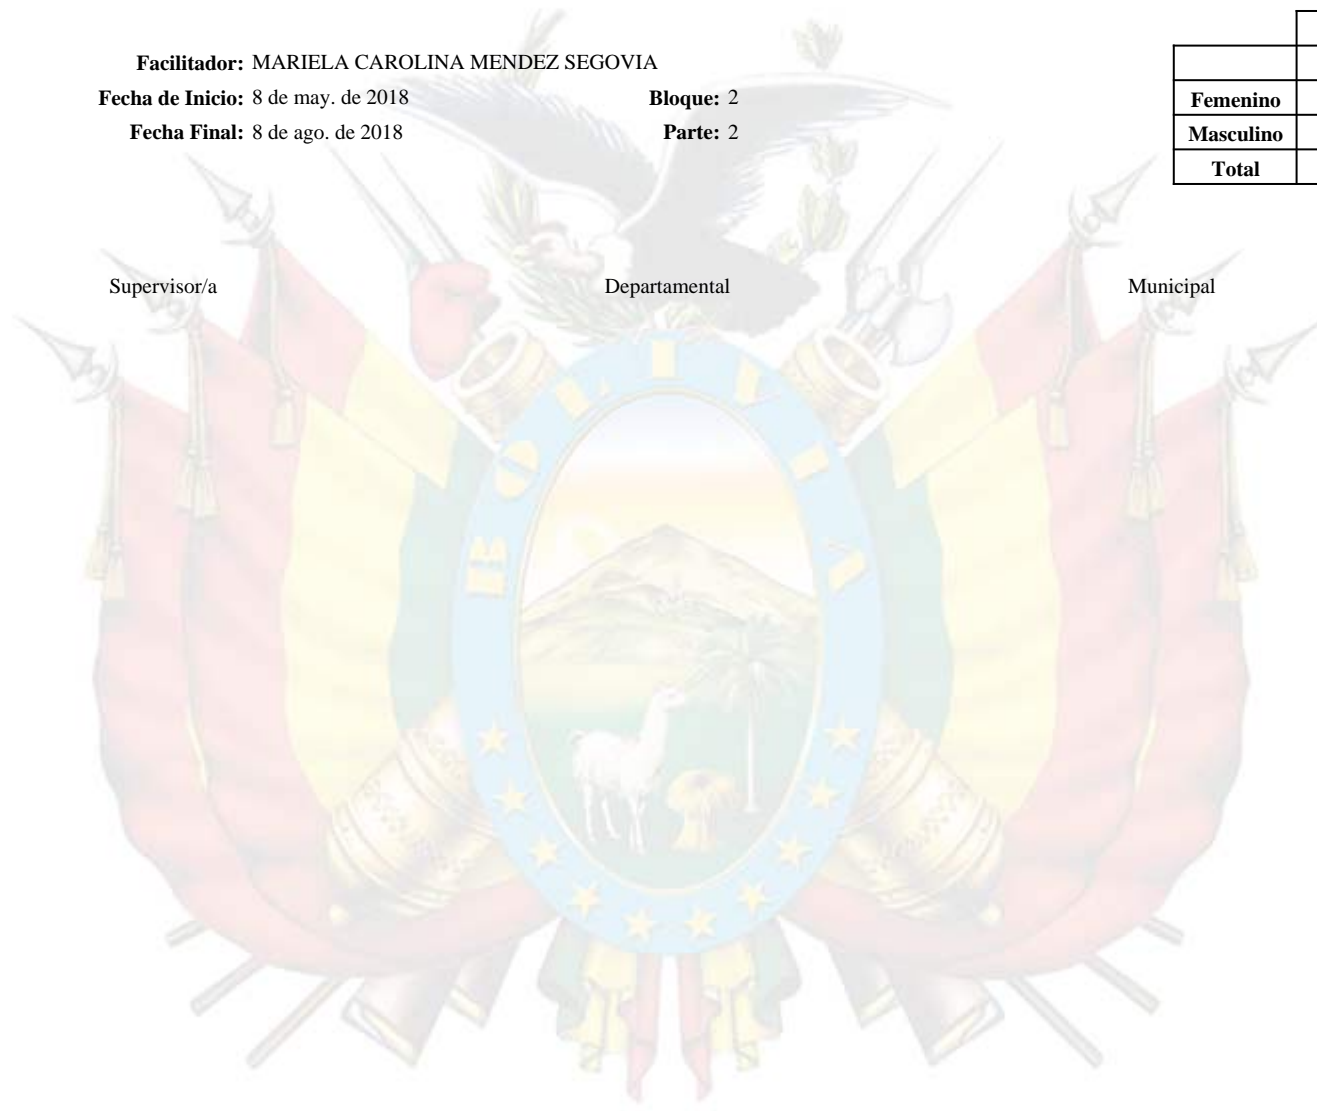 Facilitador: MARIELA CAROLINA MENDEZ SEGOVIA
Fecha de Inicio: 8 de may. de 2018 Bloque: 2
Fecha Final: 8 de ago. de 2018 Parte: 2
Femenino
Masculino
Total
Supervisor/a Departamental Municipal
BOLIVIA